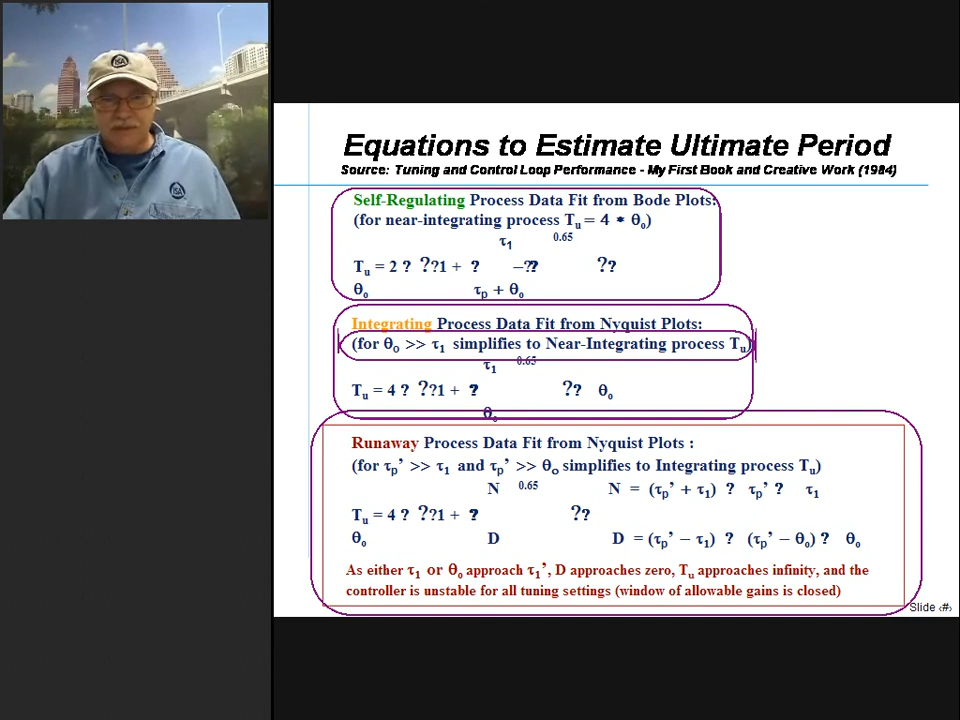 ISA
ISA
Equations to Estimate Ultimate Period
Source: Tuning and Control Loop Performance - My First Book and Creative Work (1984)
Self-Regulating Process Data Fit from Bode Plots:
(for near-integrating process Tu = 4 * θo)
τ1 0.65
Tu = 2 ? ??1 + ? –?? ??
θo τp + θo
Integrating Process Data Fit from Nyquist Plots:
(for θo >> τ1 simplifies to Near-Integrating process Tu)
τ1 0.65
Tu = 4 ? ??1 + ? ?? θo
θo
Runaway Process Data Fit from Nyquist Plots :
(for τp’ >> τ1 and τp’ >> θo simplifies to Integrating process Tu)
N 0.65 N = (τp’ + τ1) ? τp’ ? τ1
Tu = 4 ? ??1 + ? ??
θo D D = (τp’ − τ1) ? (τp’ − θo) ? θo
As either τ1 or θo approach τ1’, D approaches zero, Tu approaches infinity, and the
controller is unstable for all tuning settings (window of allowable gains is closed)
Slide ‹#›